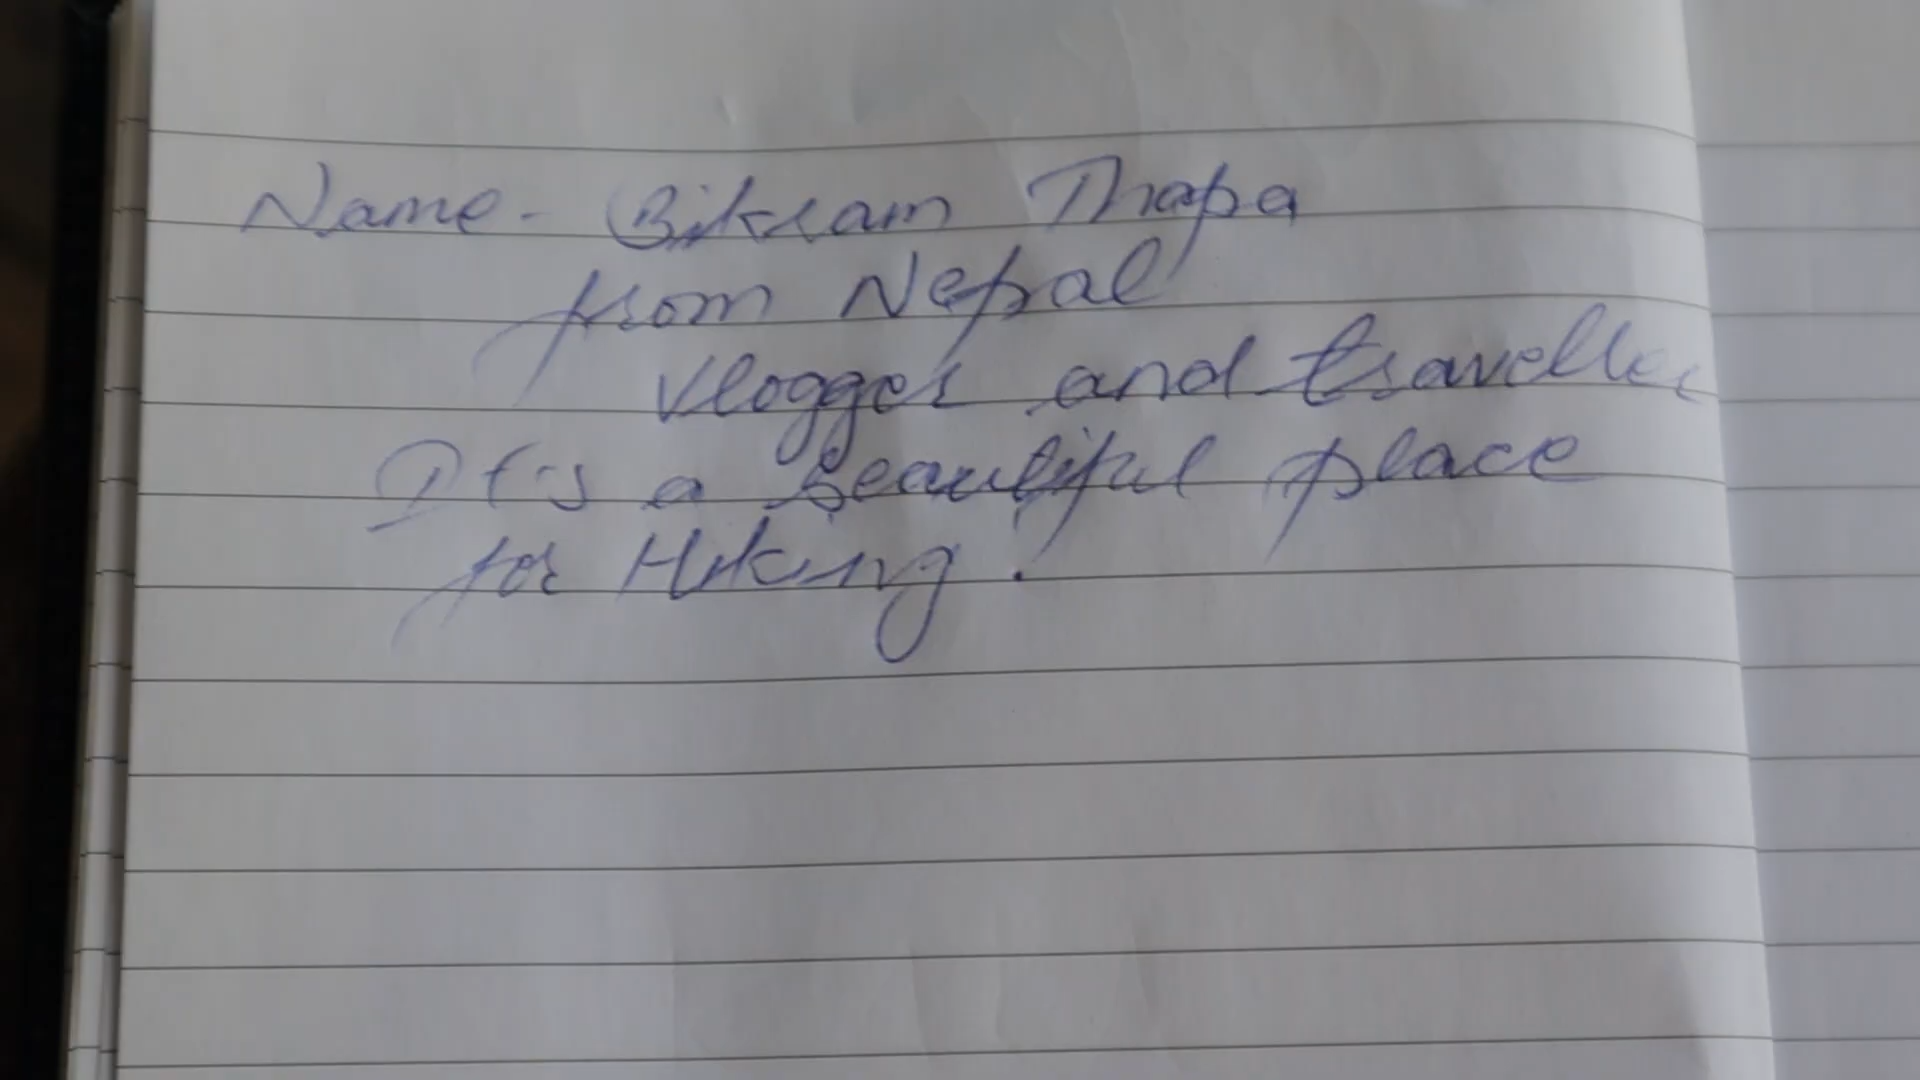 Name - Bikram Thapa
from Nepal
Vlogger and traveller
It's a beautiful place
for Hiking.